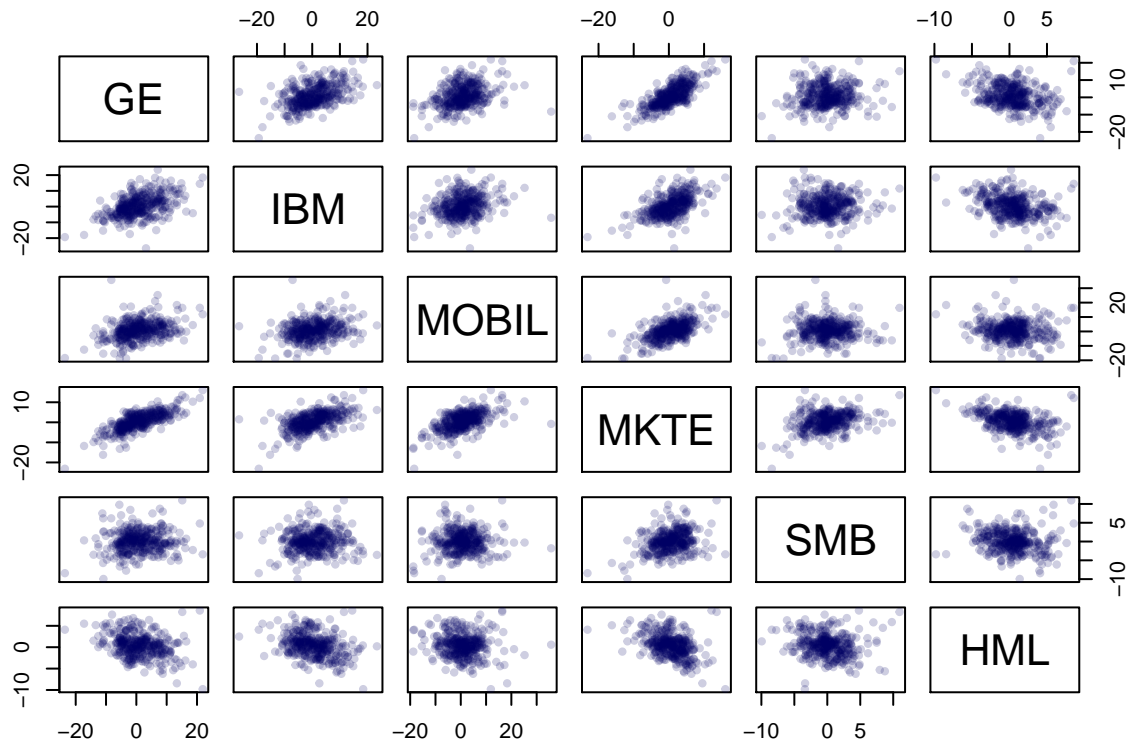 −20 0 20 −20 0 −10 0 5
GE −20 10
−20 20 IBM
MOBIL −20 20
−20 10 MKTE
SMB −10 5
−10 0 HML
−20 0 20 −20 0 20 −10 0 5